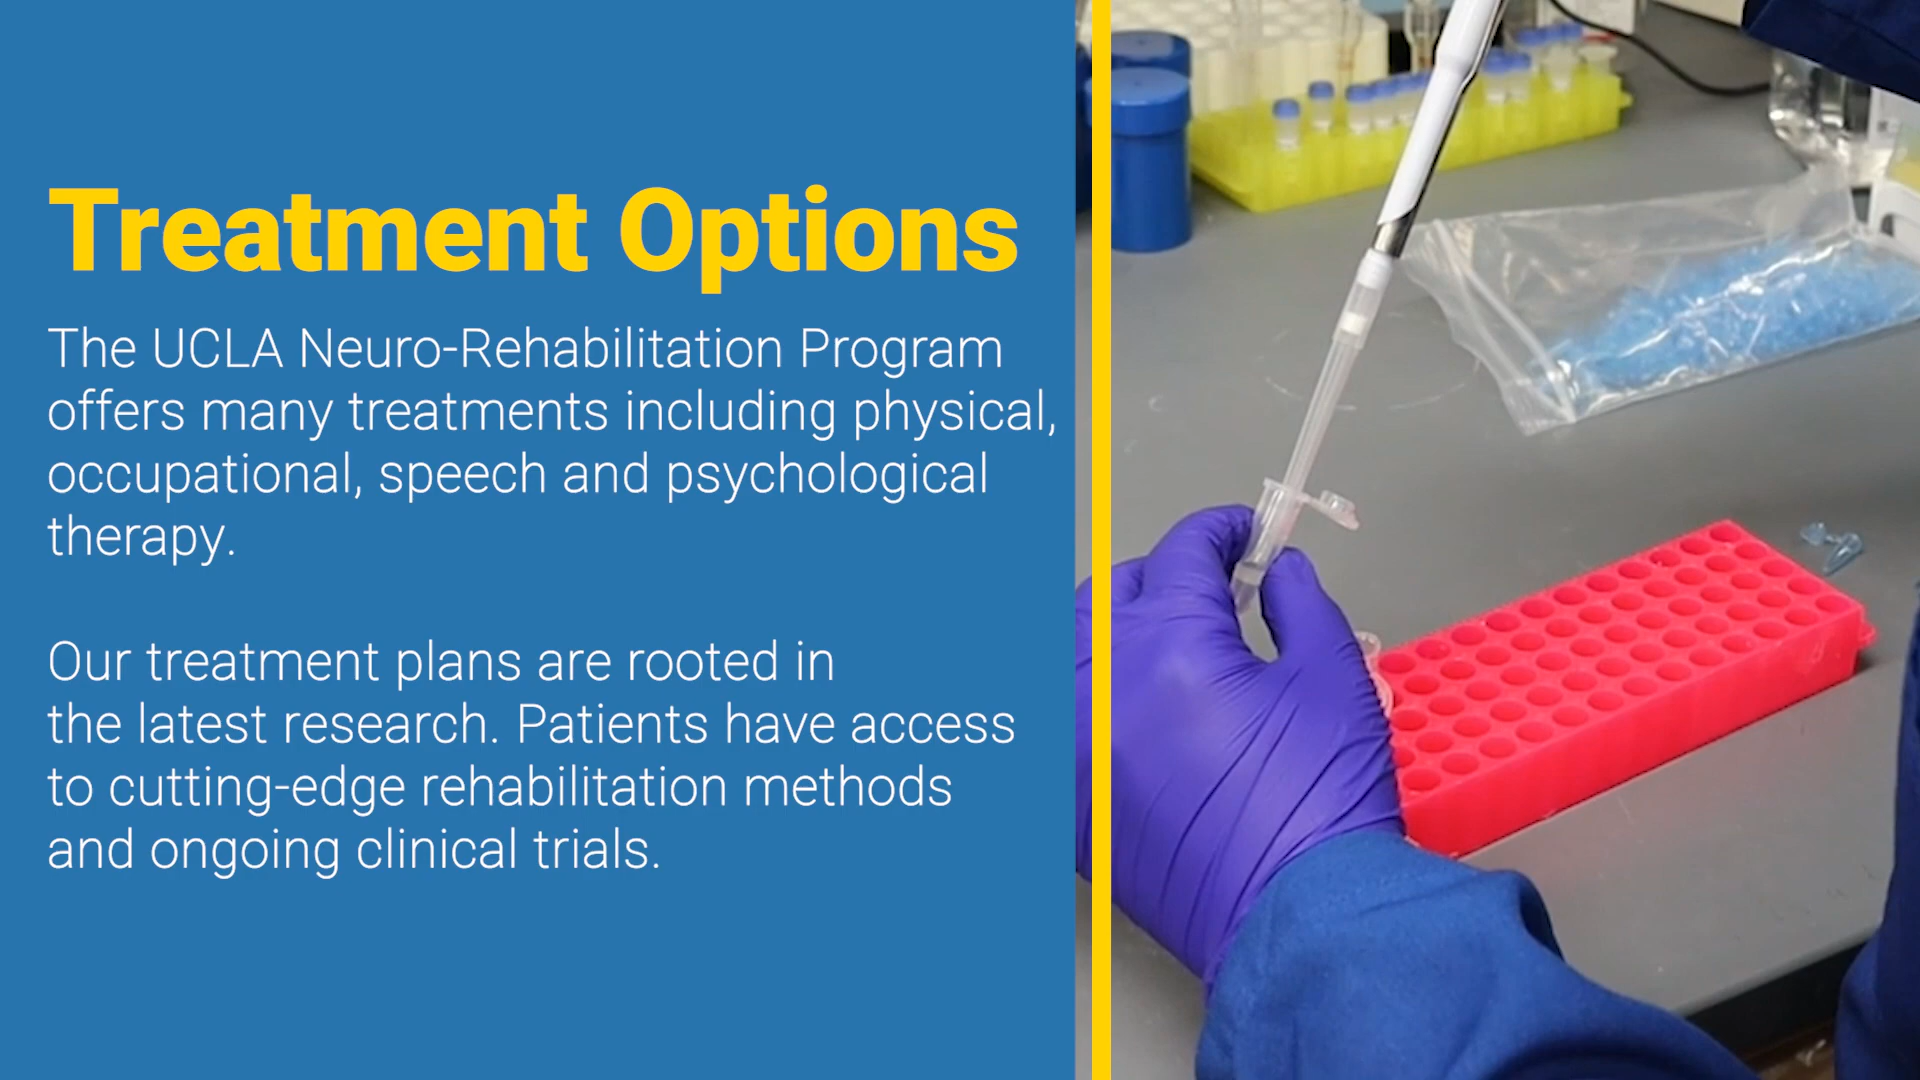 Treatment Options
The UCLA Neuro-Rehabilitation Program
offers many treatments including physical,
occupational, speech and psychological
therapy.
Our treatment plans are rooted in
the latest research. Patients have access
to cutting-edge rehabilitation methods
and ongoing clinical trials.